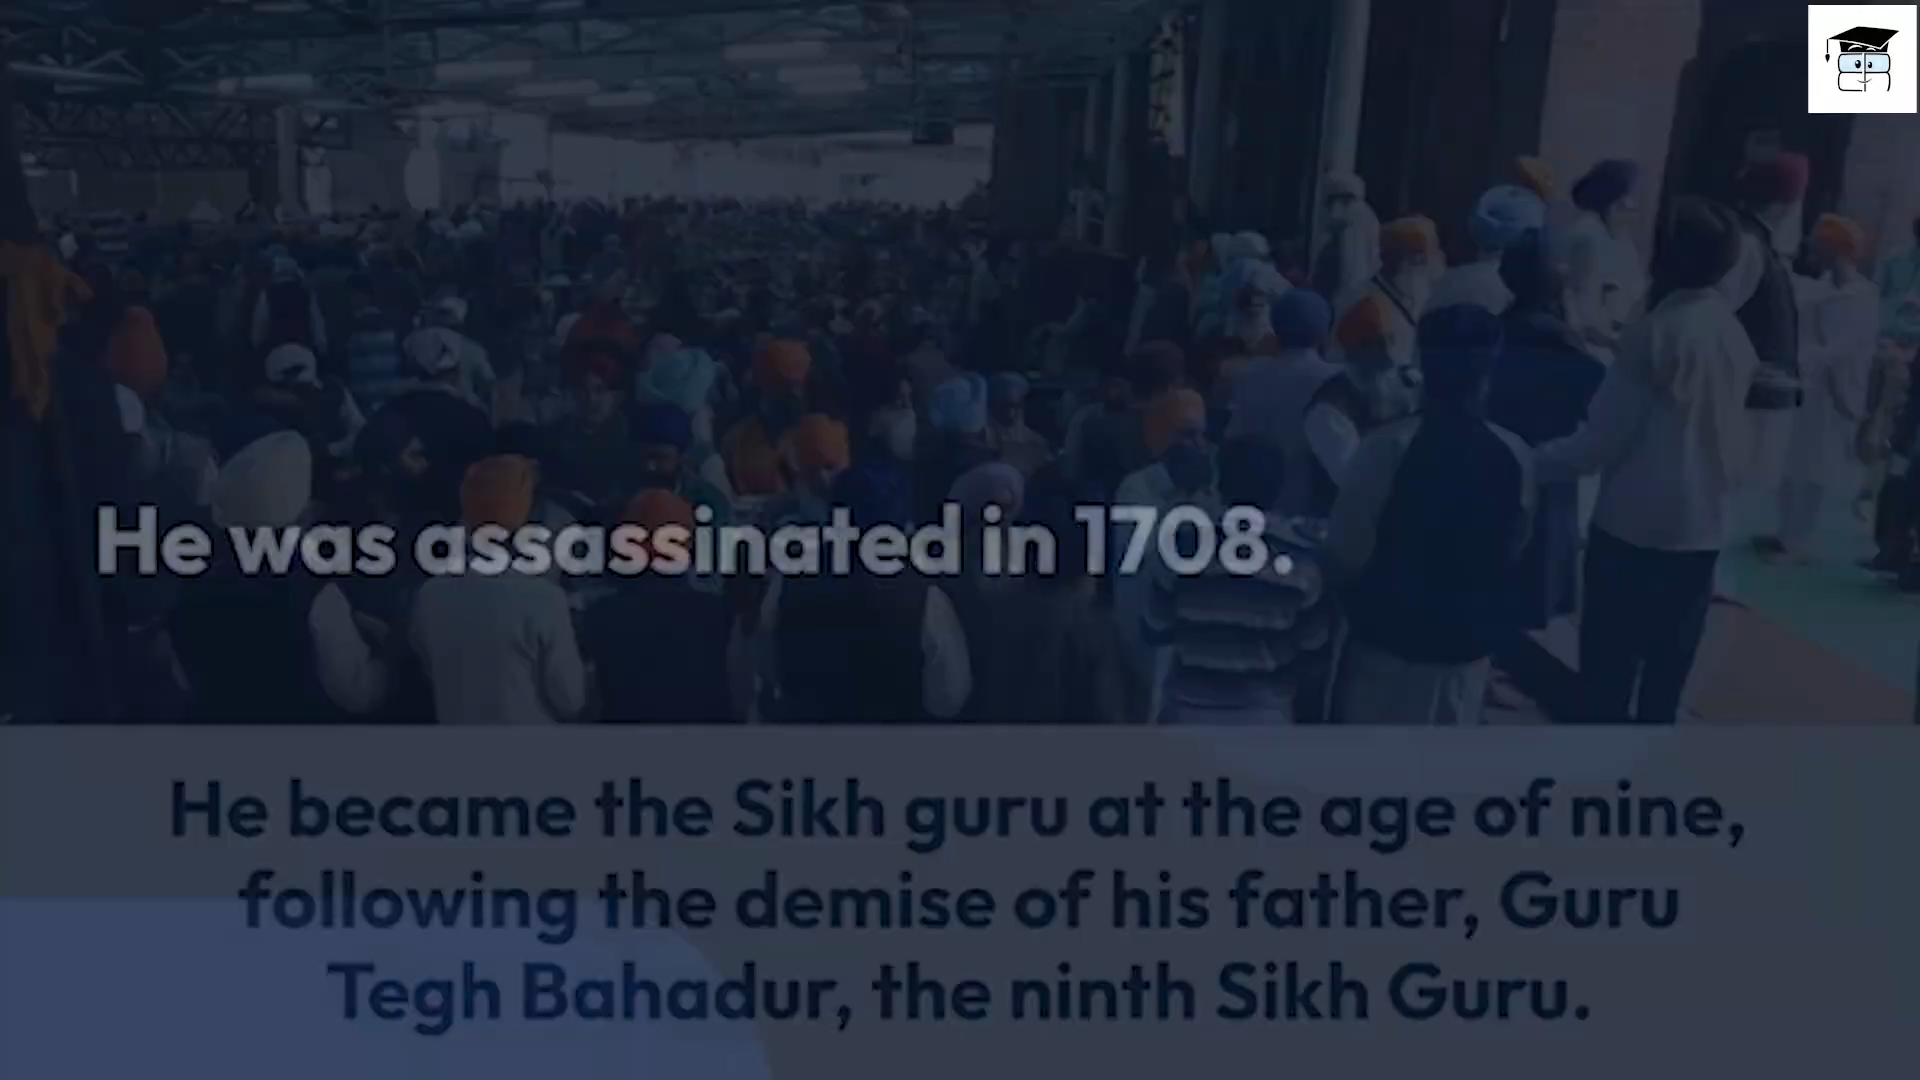 He was assassinated in 1708.
He became the Sikh guru at the age of nine,
following the demise of his father, Guru
Tegh Bahadur, the ninth Sikh Guru.